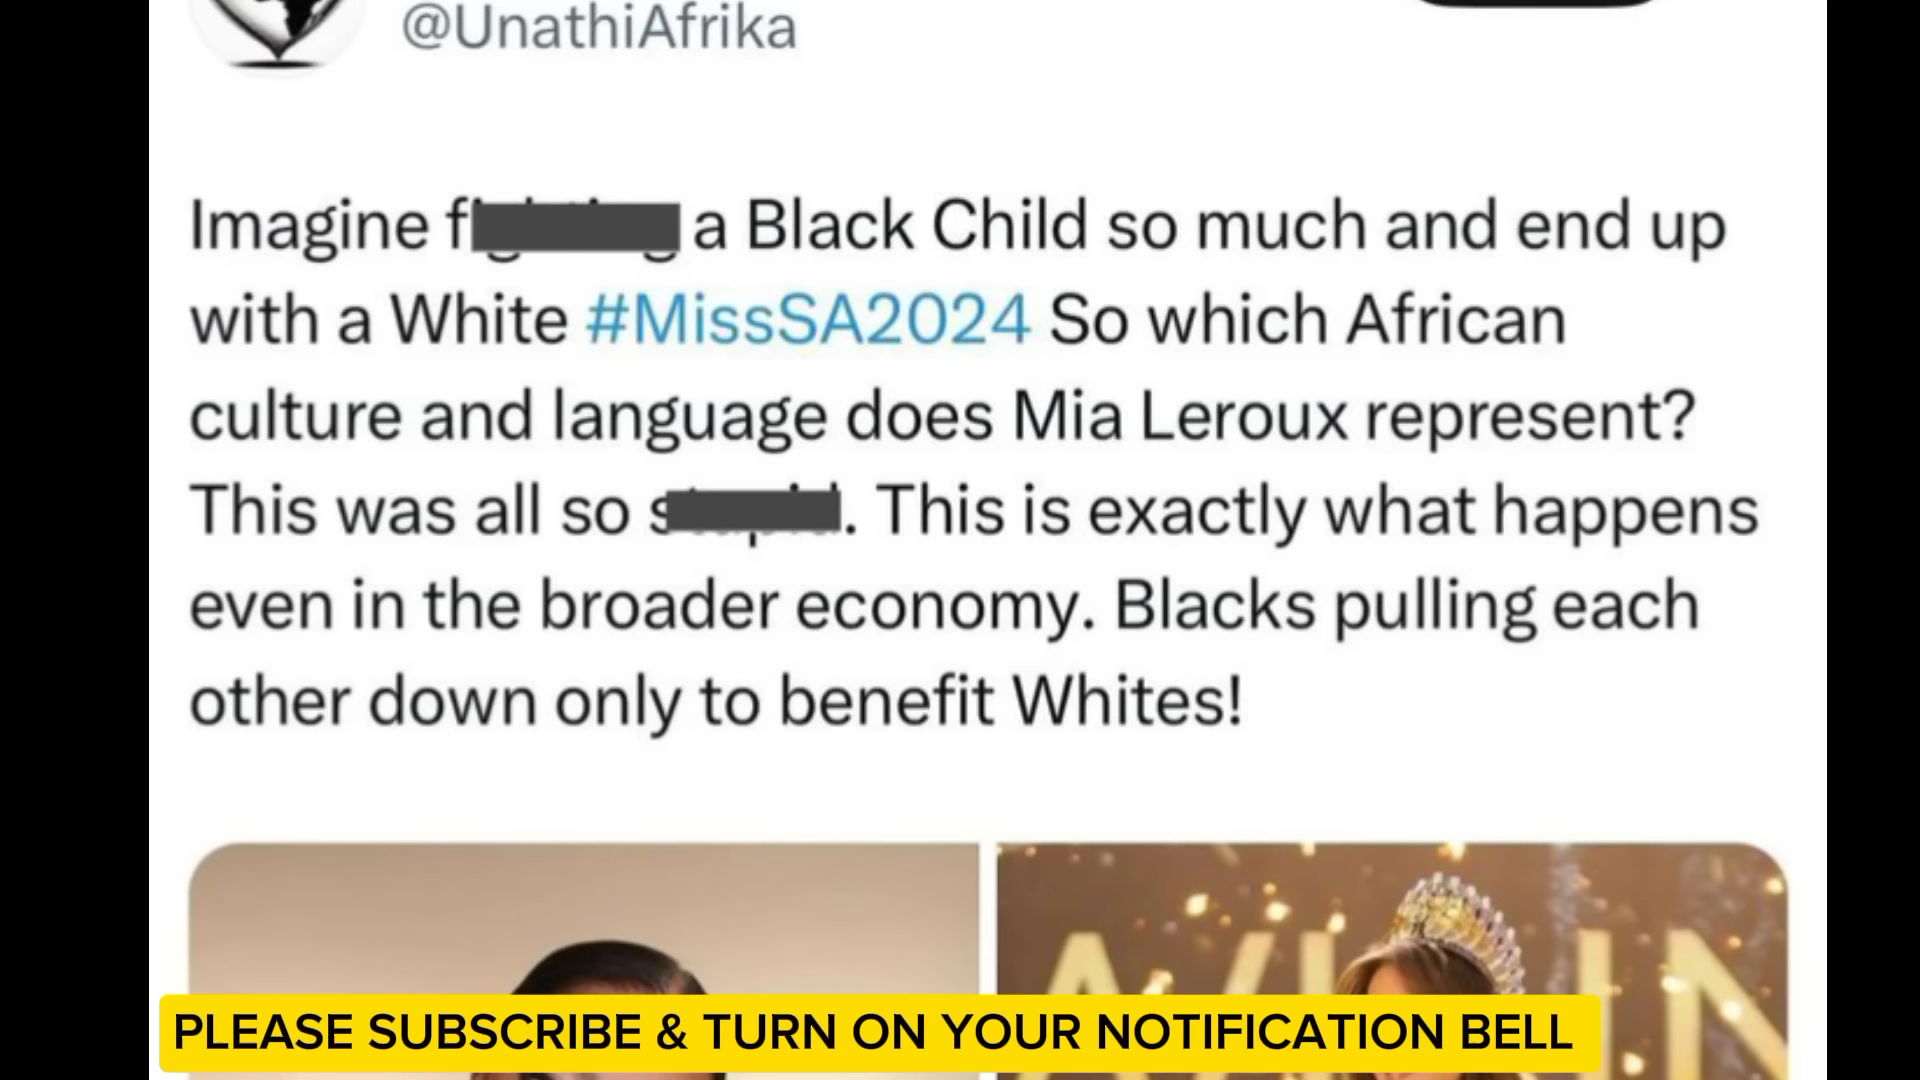 @UnathiAfrika
Imagine f a Black Child so much and end up
with a White #MissSA2024 So which African
culture and language does Mia Leroux represent?
This was all so s. This is exactly what happens
even in the broader economy. Blacks pulling each
other down only to benefit Whites!
PLEASE SUBSCRIBE & TURN ON YOUR NOTIFICATION BELL